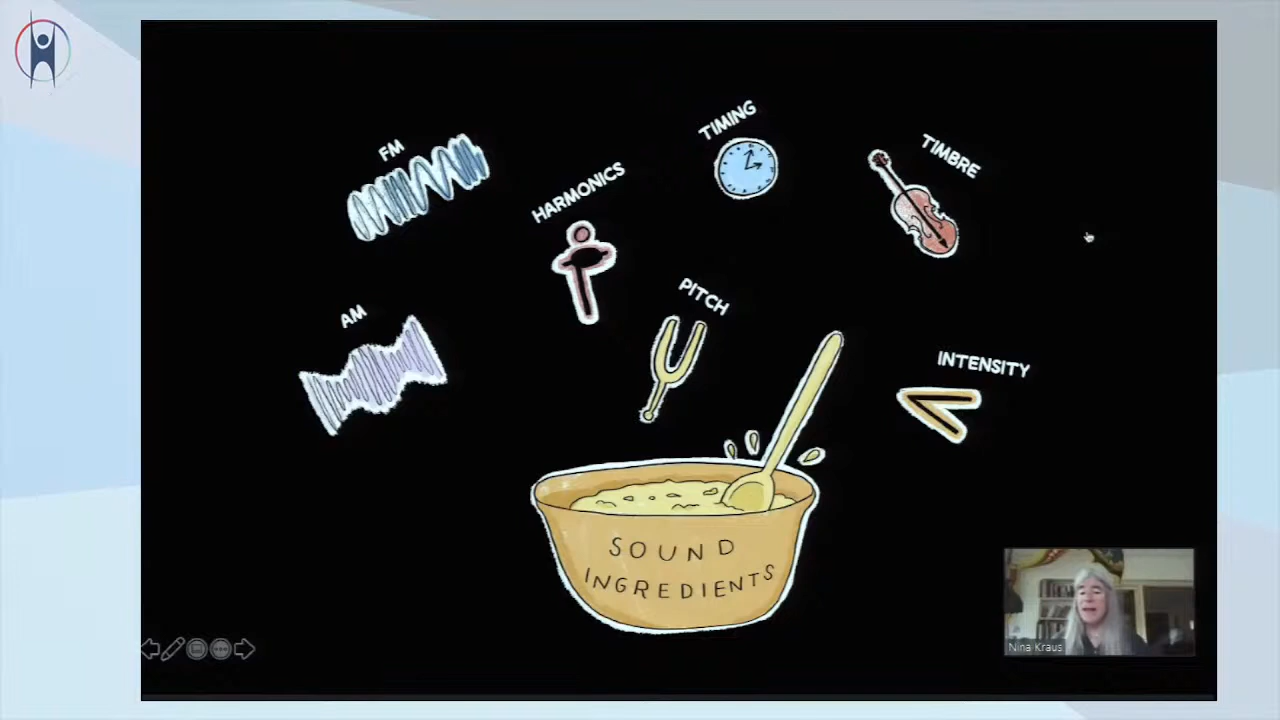 FM
HARMONICS
TIMING
TIMBRE
AM
PITCH
INTENSITY
SOUND
INGREDIENTS
Nina Kraus